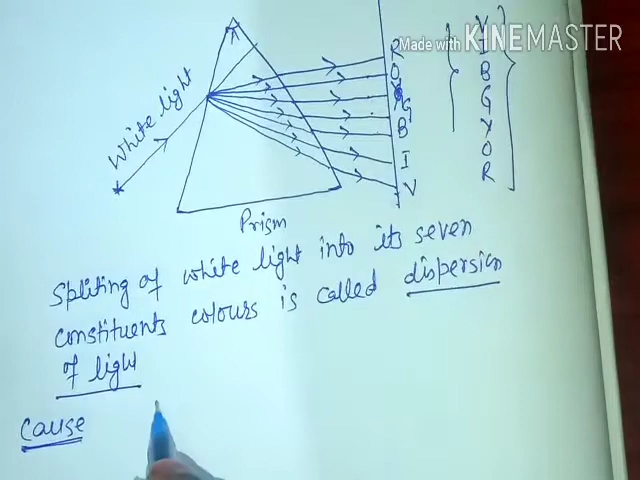 Made with KINEMASTER
White light
R
O
Y
G
B
I
V
V
I
B
G
Y
O
R
Prism
Spliting of white light into its seven
constituents colours is called dispersion
of light
Cause